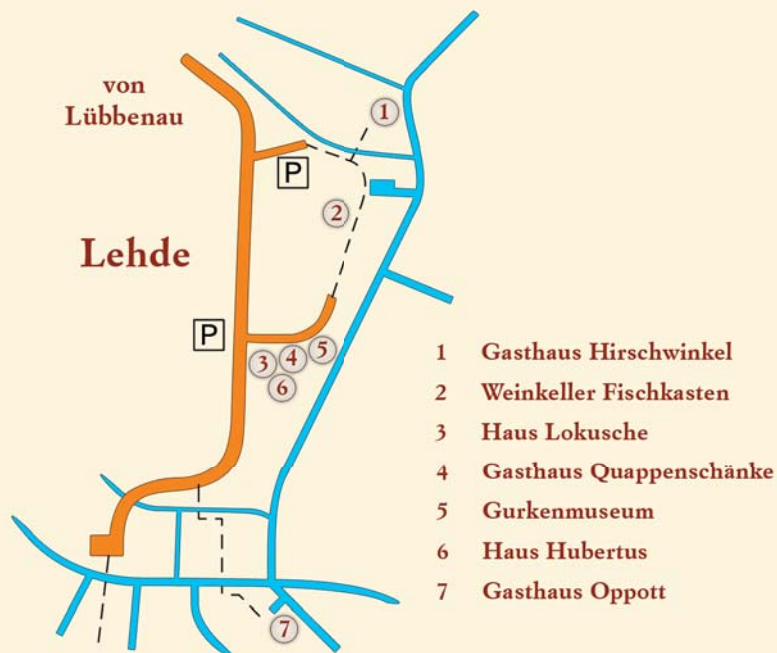 von
Lübbenau
1
P
2
Lehde
P
3 4 5
6
7
1 Gasthaus Hirschwinkel
2 Weinkeller Fischkasten
3 Haus Lokusche
4 Gasthaus Quappenschänke
5 Gurkenmuseum
6 Haus Hubertus
7 Gasthaus Oppott